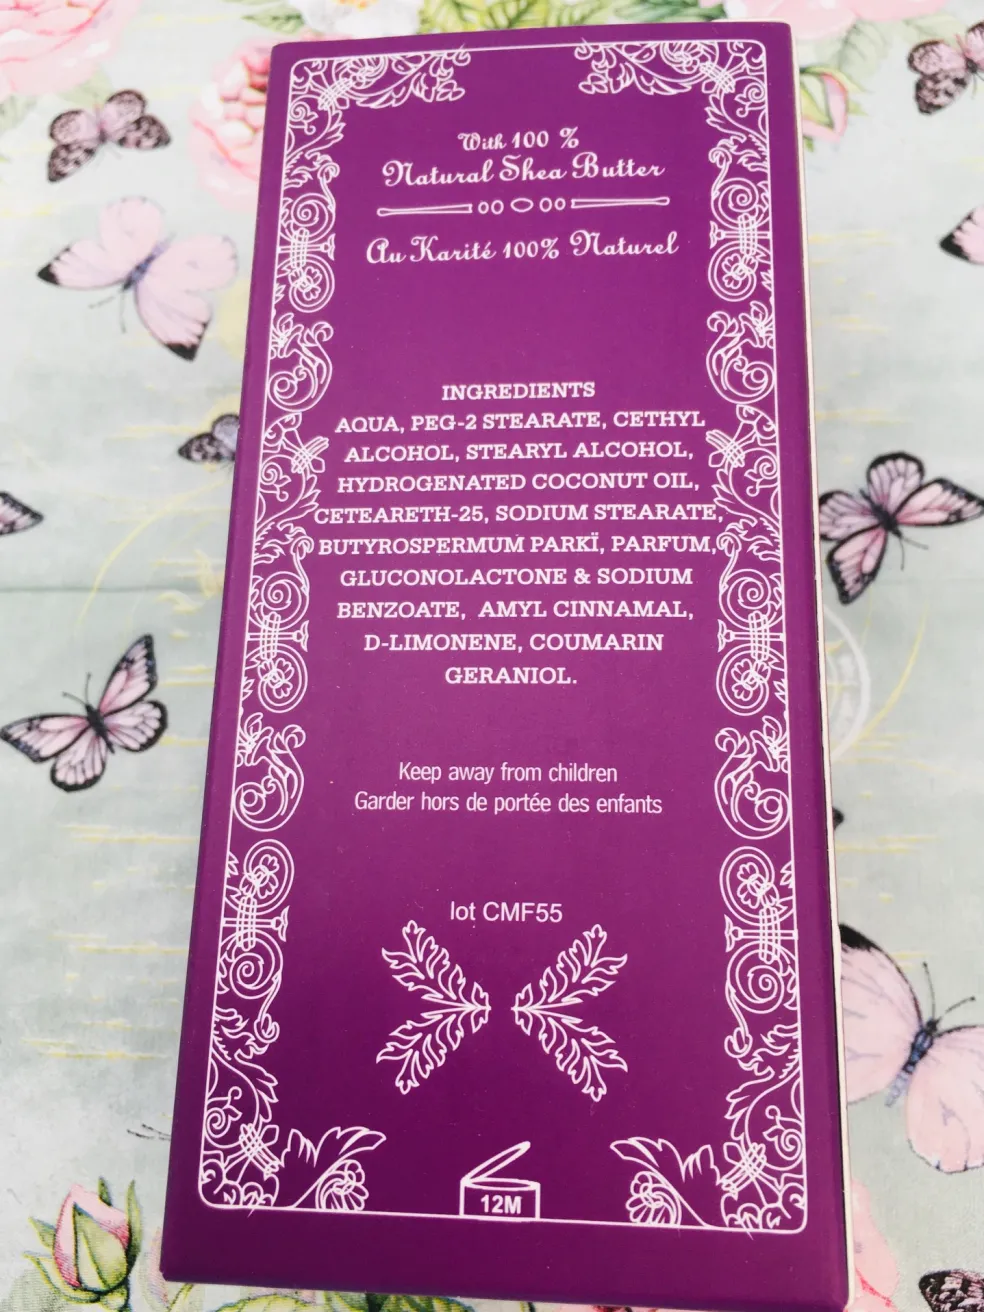 With 100 %
Natural Shea Butter
Au Karité 100% Naturel
INGREDIENTS
AQUA, PEG-2 STEARATE, CETHYL
ALCOHOL, STEARYL ALCOHOL,
HYDROGENATED COCONUT OIL,
CETEARETH-25, SODIUM STEARATE,
BUTYROSPERMUM PARKÏ, PARFUM,
GLUCONOLACTONE & SODIUM
BENZOATE, AMYL CINNAMAL,
D-LIMONENE, COUMARIN
GERANIOL.
Keep away from children
Garder hors de portée des enfants
lot CMF55
12M